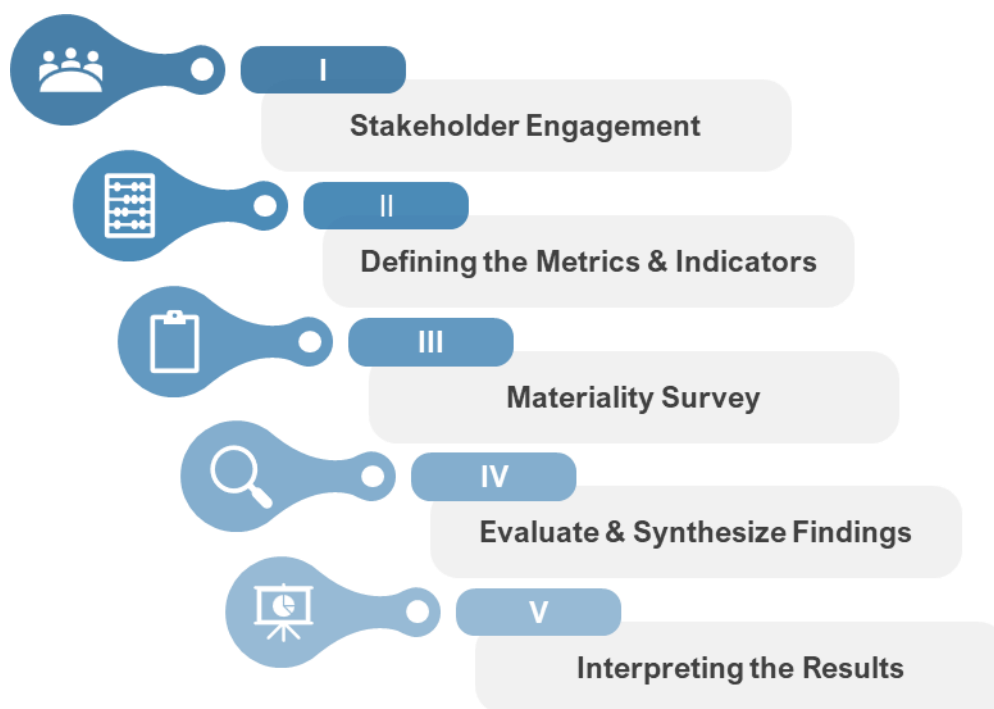 I
Stakeholder Engagement
II
Defining the Metrics & Indicators
III
Materiality Survey
IV
Evaluate & Synthesize Findings
V
Interpreting the Results